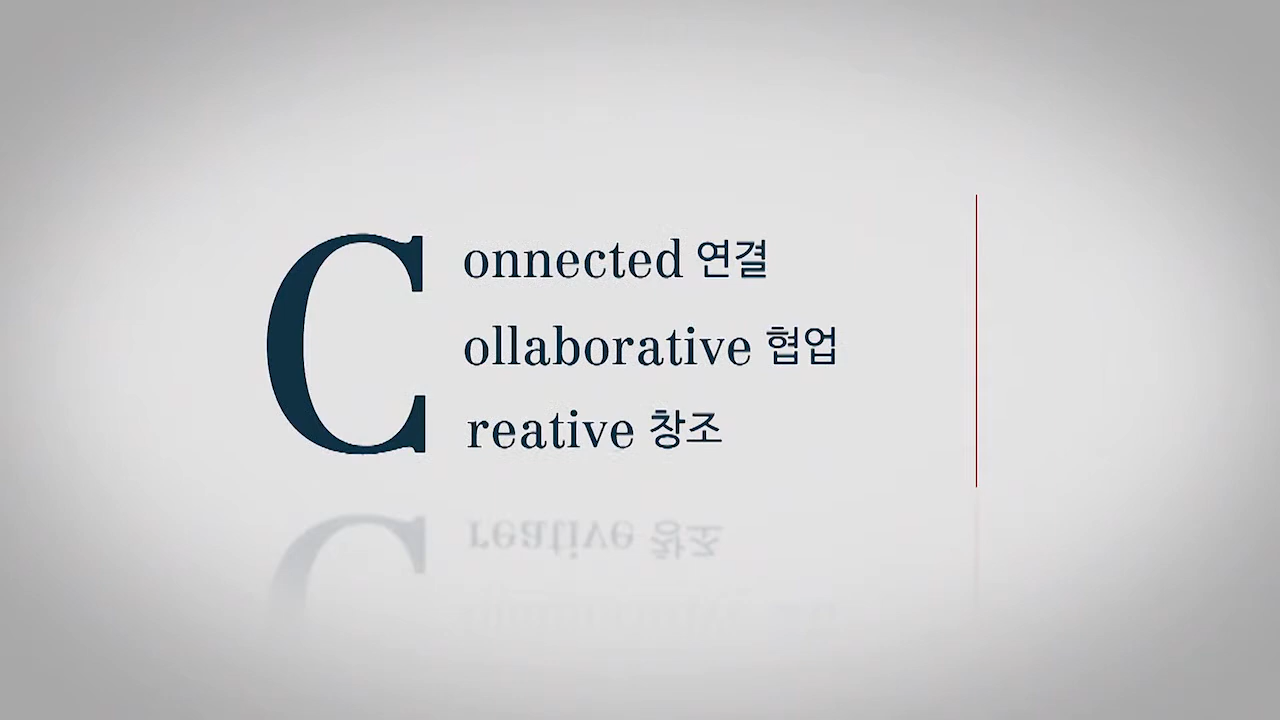 C
onnected 연결
ollaborative 협업
reative 창조